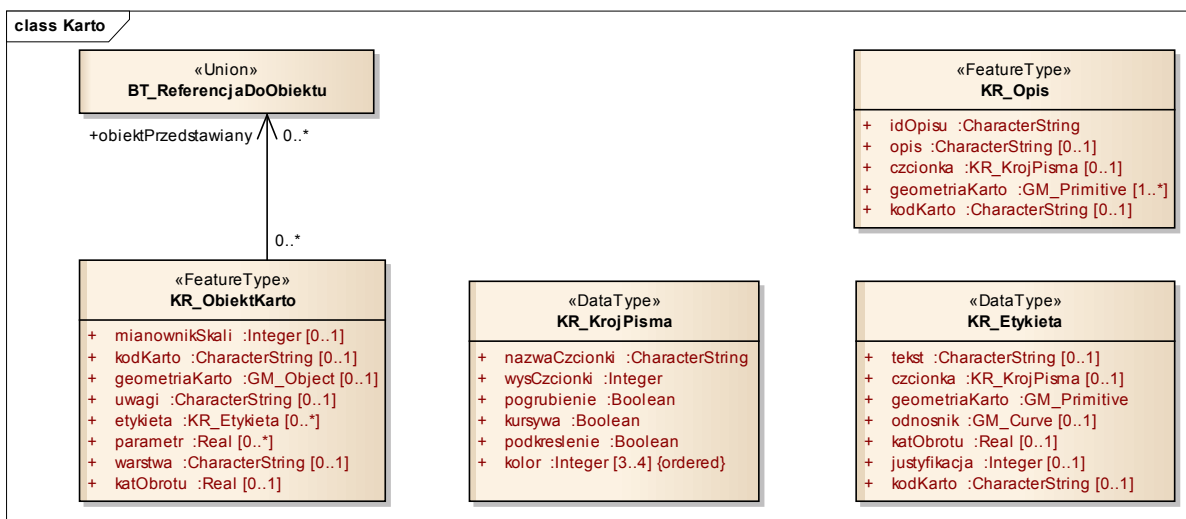 class Karto
«Union»
BT_ReferencjaDoObiektu
+obiektPrzedstawiany 0..*
0..*
«FeatureType»
KR_ObiektKarto
+ mianownikSkali :Integer [0..1]
+ kodKarto :CharacterString [0..1]
+ geometriaKarto :GM_Object [0..1]
+ uwagi :CharacterString [0..1]
+ etykieta :KR_Etykieta [0..*]
+ parametr :Real [0..*]
+ warstwa :CharacterString [0..1]
+ katObrotu :Real [0..1]
«DataType»
KR_KrojPisma
+ nazwaCzcionki :CharacterString
+ wysCzcionki :Integer
+ pogrubienie :Boolean
+ kursywa :Boolean
+ podkreslenie :Boolean
+ kolor :Integer [3..4] {ordered}
«FeatureType»
KR_Opis
+ idOpisu :CharacterString
+ opis :CharacterString [0..1]
+ czcionka :KR_KrojPisma [0..1]
+ geometriaKarto :GM_Primitive [1..*]
+ kodKarto :CharacterString [0..1]
«DataType»
KR_Etykieta
+ tekst :CharacterString [0..1]
+ czcionka :KR_KrojPisma [0..1]
+ geometriaKarto :GM_Primitive
+ odnosnik :GM_Curve [0..1]
+ katObrotu :Real [0..1]
+ justyfikacja :Integer [0..1]
+ kodKarto :CharacterString [0..1]